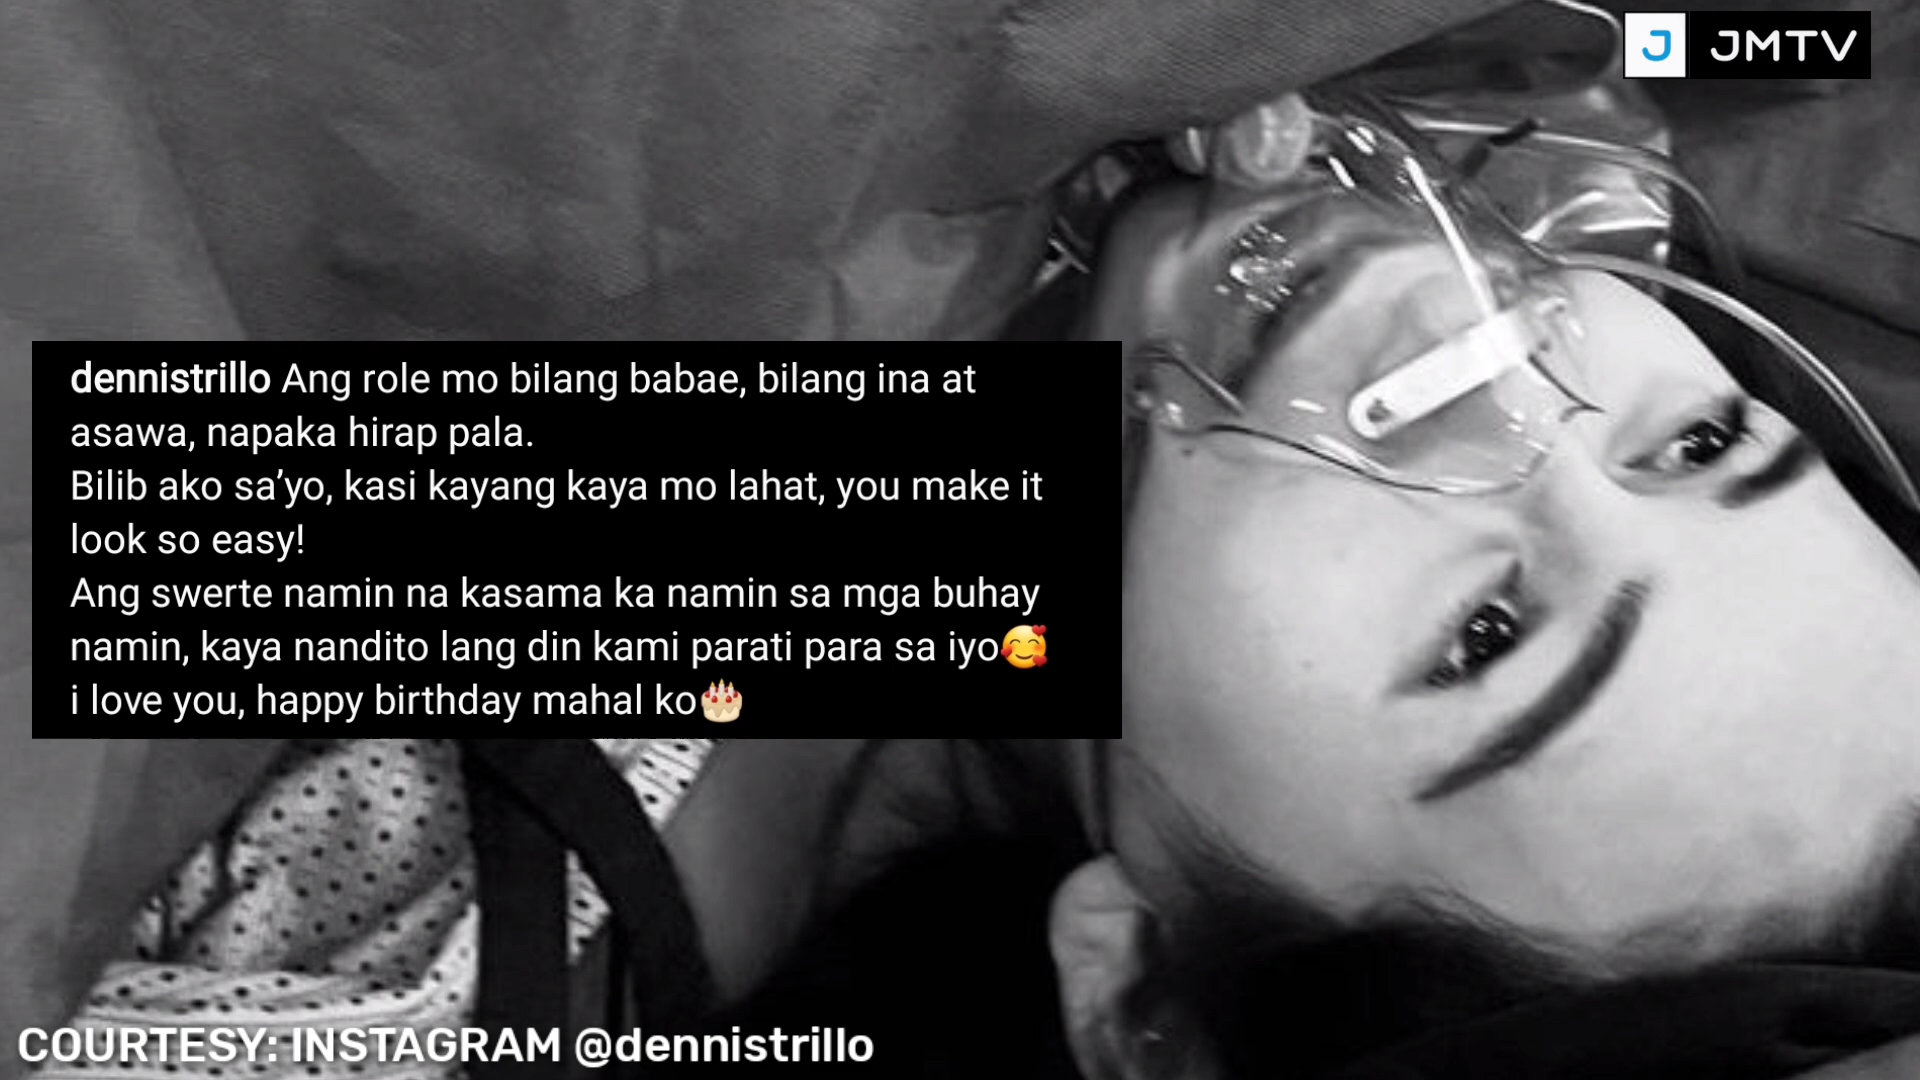 J JMTV
dennistrillo Ang role mo bilang babae, bilang ina at
asawa, napaka hirap pala.
Bilib ako sa’yo, kasi kayang kaya mo lahat, you make it
look so easy!
Ang swerte namin na kasama ka namin sa mga buhay
namin, kaya nandito lang din kami parati para sa iyo🥰
i love you, happy birthday mahal ko🎂
COURTESY: INSTAGRAM @dennistrillo